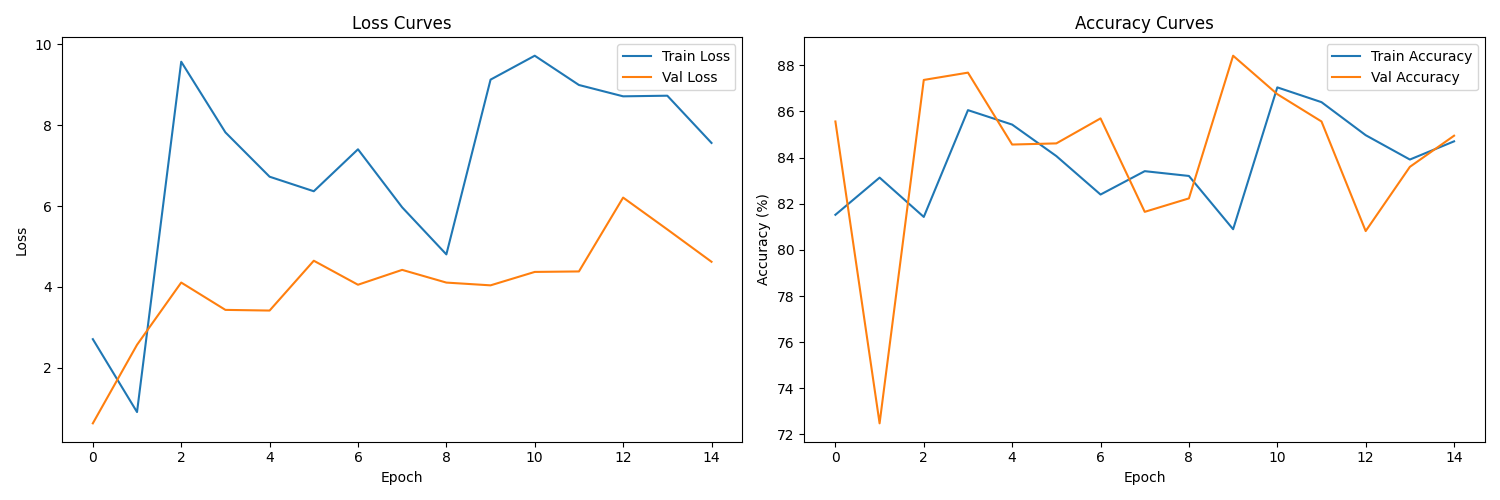 Loss Curves
Train Loss
Val Loss
10
8
6
4
2
Loss
0 2 4 6 8 10 12 14
Epoch
Accuracy Curves
Train Accuracy
Val Accuracy
88
86
84
82
80
78
76
74
72
Accuracy (%)
0 2 4 6 8 10 12 14
Epoch